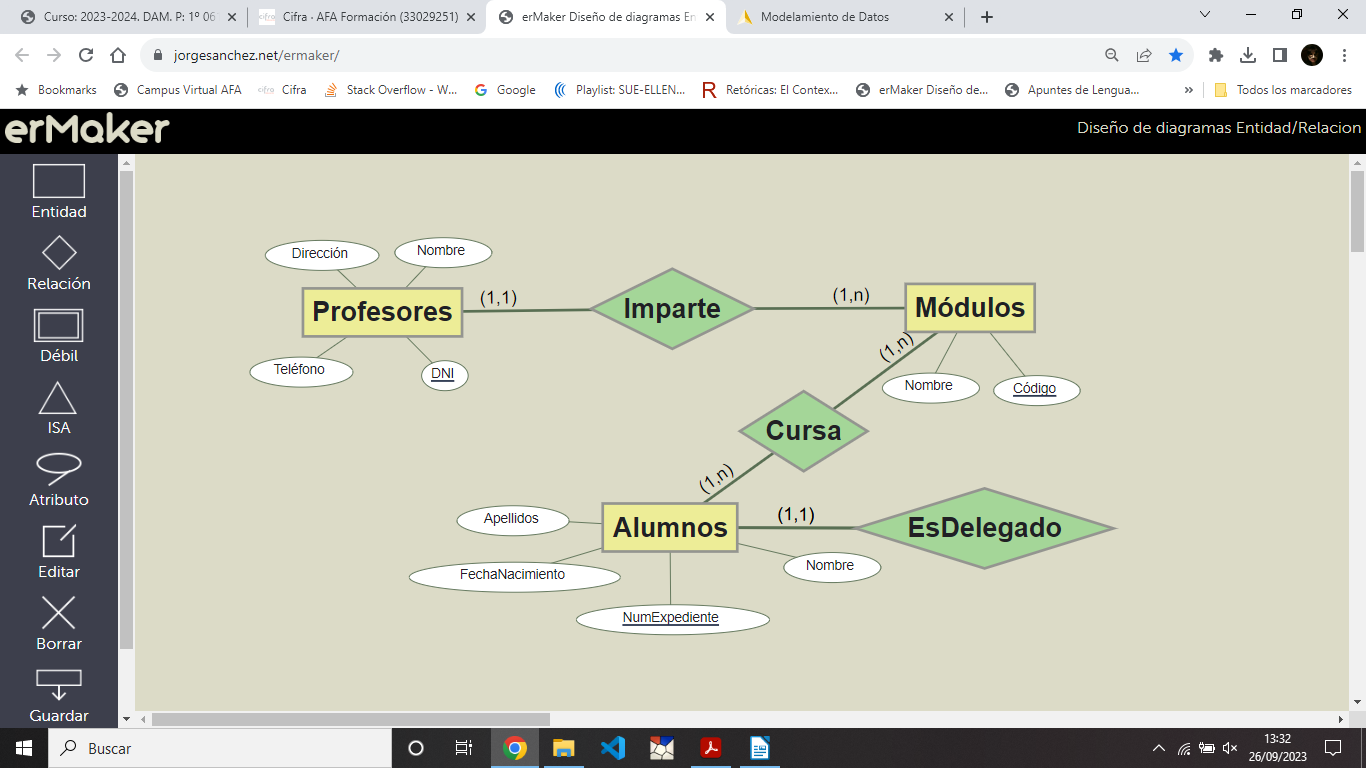 Curso: 2023-2024. DAM. P: 1º 06
Cifra · AFA Formación (33029251)
erMaker Diseño de diagramas En
Modelamiento de Datos
jorgesanchez.net/ermaker/
Bookmarks
Campus Virtual AFA
Cifra
Stack Overflow - W...
Google
Playlist: SUE-ELLEN...
Retóricas: El Contex...
erMaker Diseño de...
Apuntes de Lengua...
»
Todos los marcadores
erMaker
Diseño de diagramas Entidad/Relacion
Entidad
Relación
Débil
ISA
Atributo
Editar
Borrar
Guardar
Dirección
Nombre
Profesores
(1,1)
Imparte
(1,n)
Módulos
Teléfono
DNI
(1,n)
Nombre
Código
Cursa
(1,n)
Apellidos
Alumnos
(1,1)
EsDelegado
FechaNacimiento
Nombre
NumExpediente
Buscar
13:32
26/09/2023